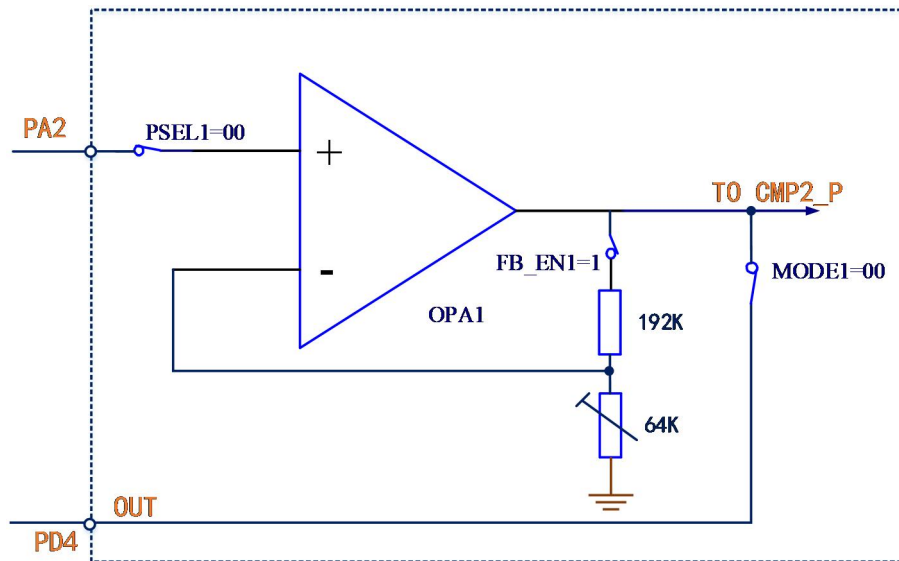 PA2
PSEL1=00
+
TO CMP2_P
FB_EN1=1
MODE1=00
-
OPA1
192K
64K
OUT
PD4